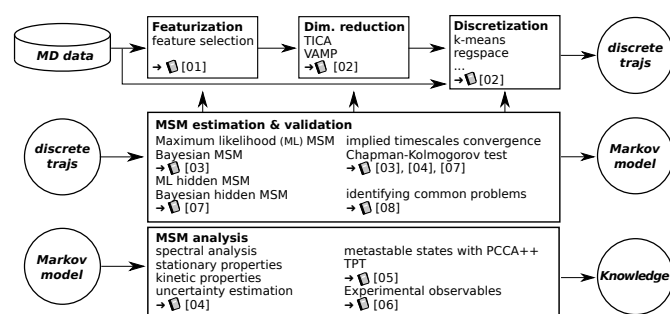 MD data
Featurization
feature selection
→ [01]
Dim. reduction
TICA
VAMP
→ [02]
Discretization
k-means
regspace
...
→ [02]
discrete
trajs
discrete
trajs
MSM estimation & validation
Maximum likelihood (ML) MSM
Bayesian MSM
→ [03]
ML hidden MSM
Bayesian hidden MSM
→ [07]
implied timescales convergence
Chapman-Kolmogorov test
→ [03], [04], [07]
identifying common problems
→ [08]
Markov
model
Markov
model
MSM analysis
spectral analysis
stationary properties
kinetic properties
uncertainty estimation
→ [04]
metastable states with PCCA++
TPT
→ [05]
Experimental observables
→ [06]
Knowledge